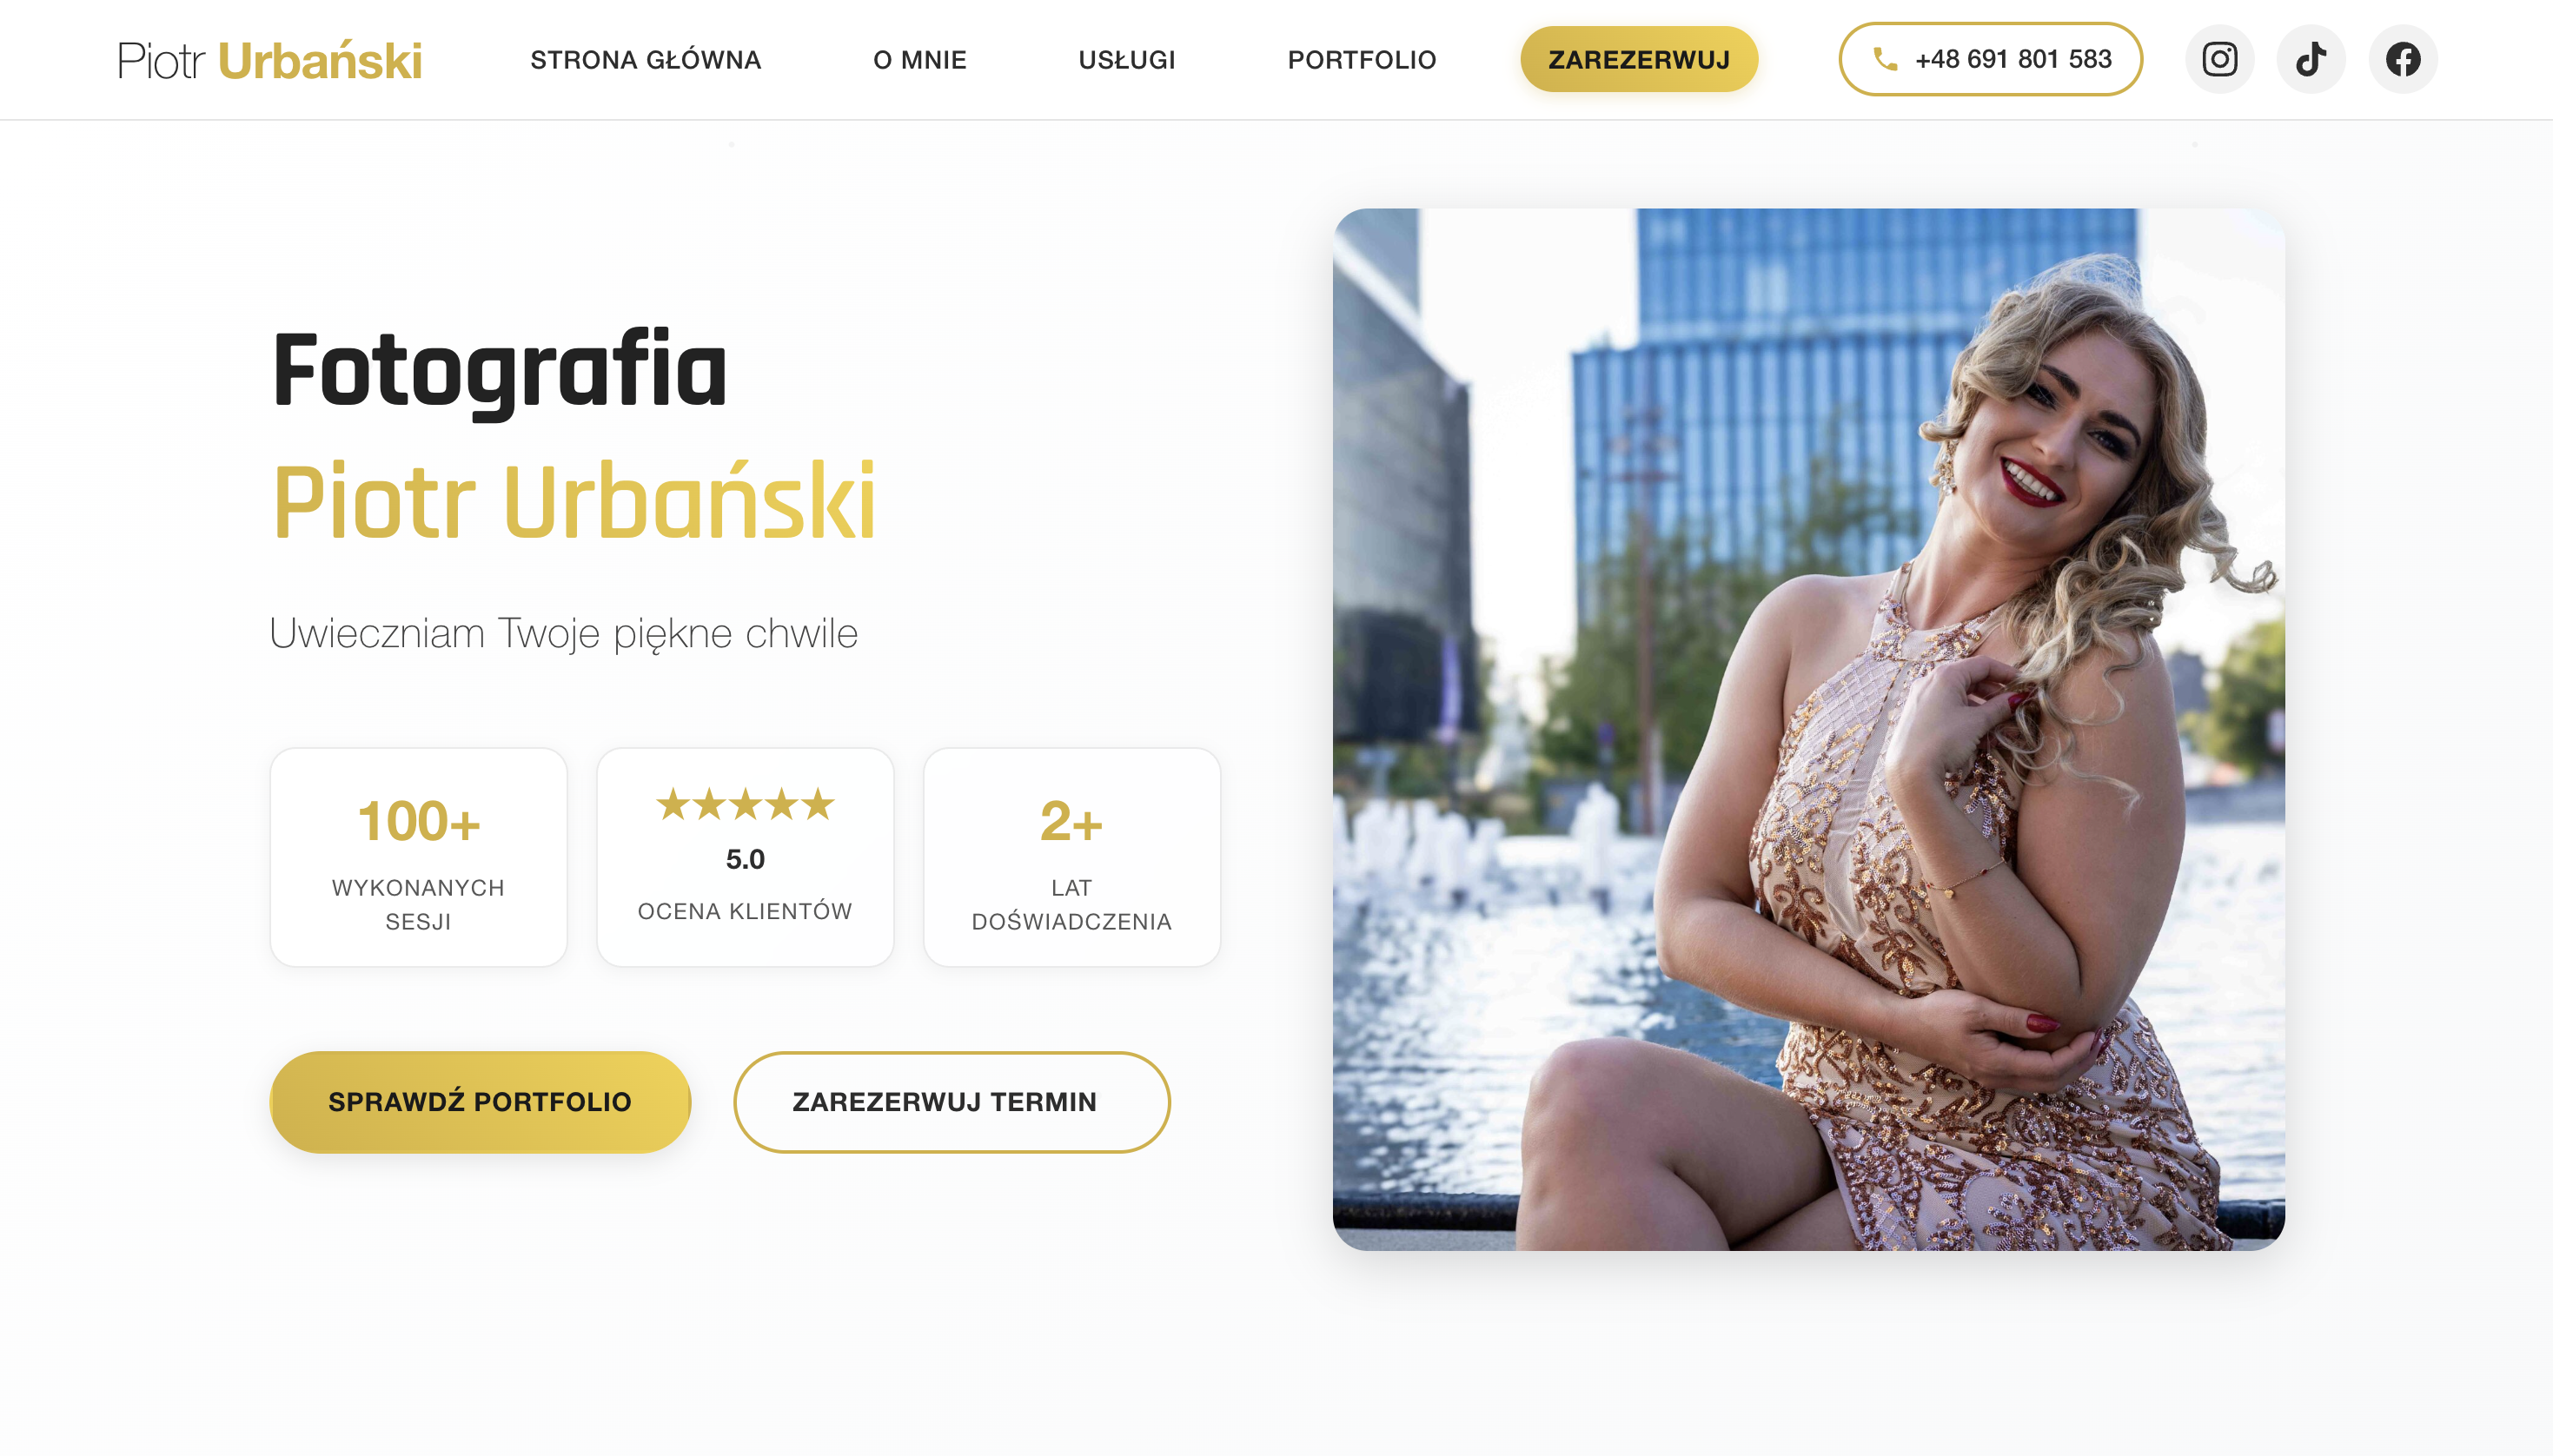 Piotr Urbański
STRONA GŁÓWNA
O MNIE
USŁUGI
PORTFOLIO
ZAREZERWUJ
+48 691 801 583
Fotografia
Piotr Urbański
Uwieczniam Twoje piękne chwile
100+
WYKONANYCH
SESJI
★★★★★
5.0
OCENA KLIENTÓW
2+
LAT
DOŚWIADCZENIA
SPRAWDŹ PORTFOLIO
ZAREZERWUJ TERMIN